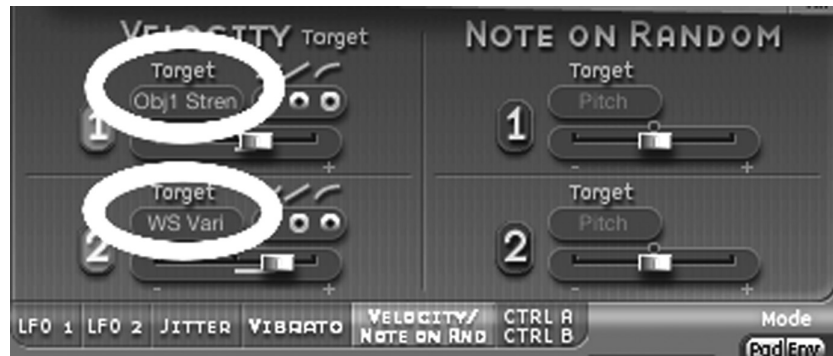 VELOCITY Target
NOTE ON RANDOM
Target
Obj1 Stren
1
+
Target
Pitch
1
- +
Target
WS Vari
2
- +
Target
Pitch
2
- +
LFO 1 LFO 2 JITTER VIBRATO VELOCITY/ NOTE ON RND CTRL A CTRL B
Mode
Pad Env